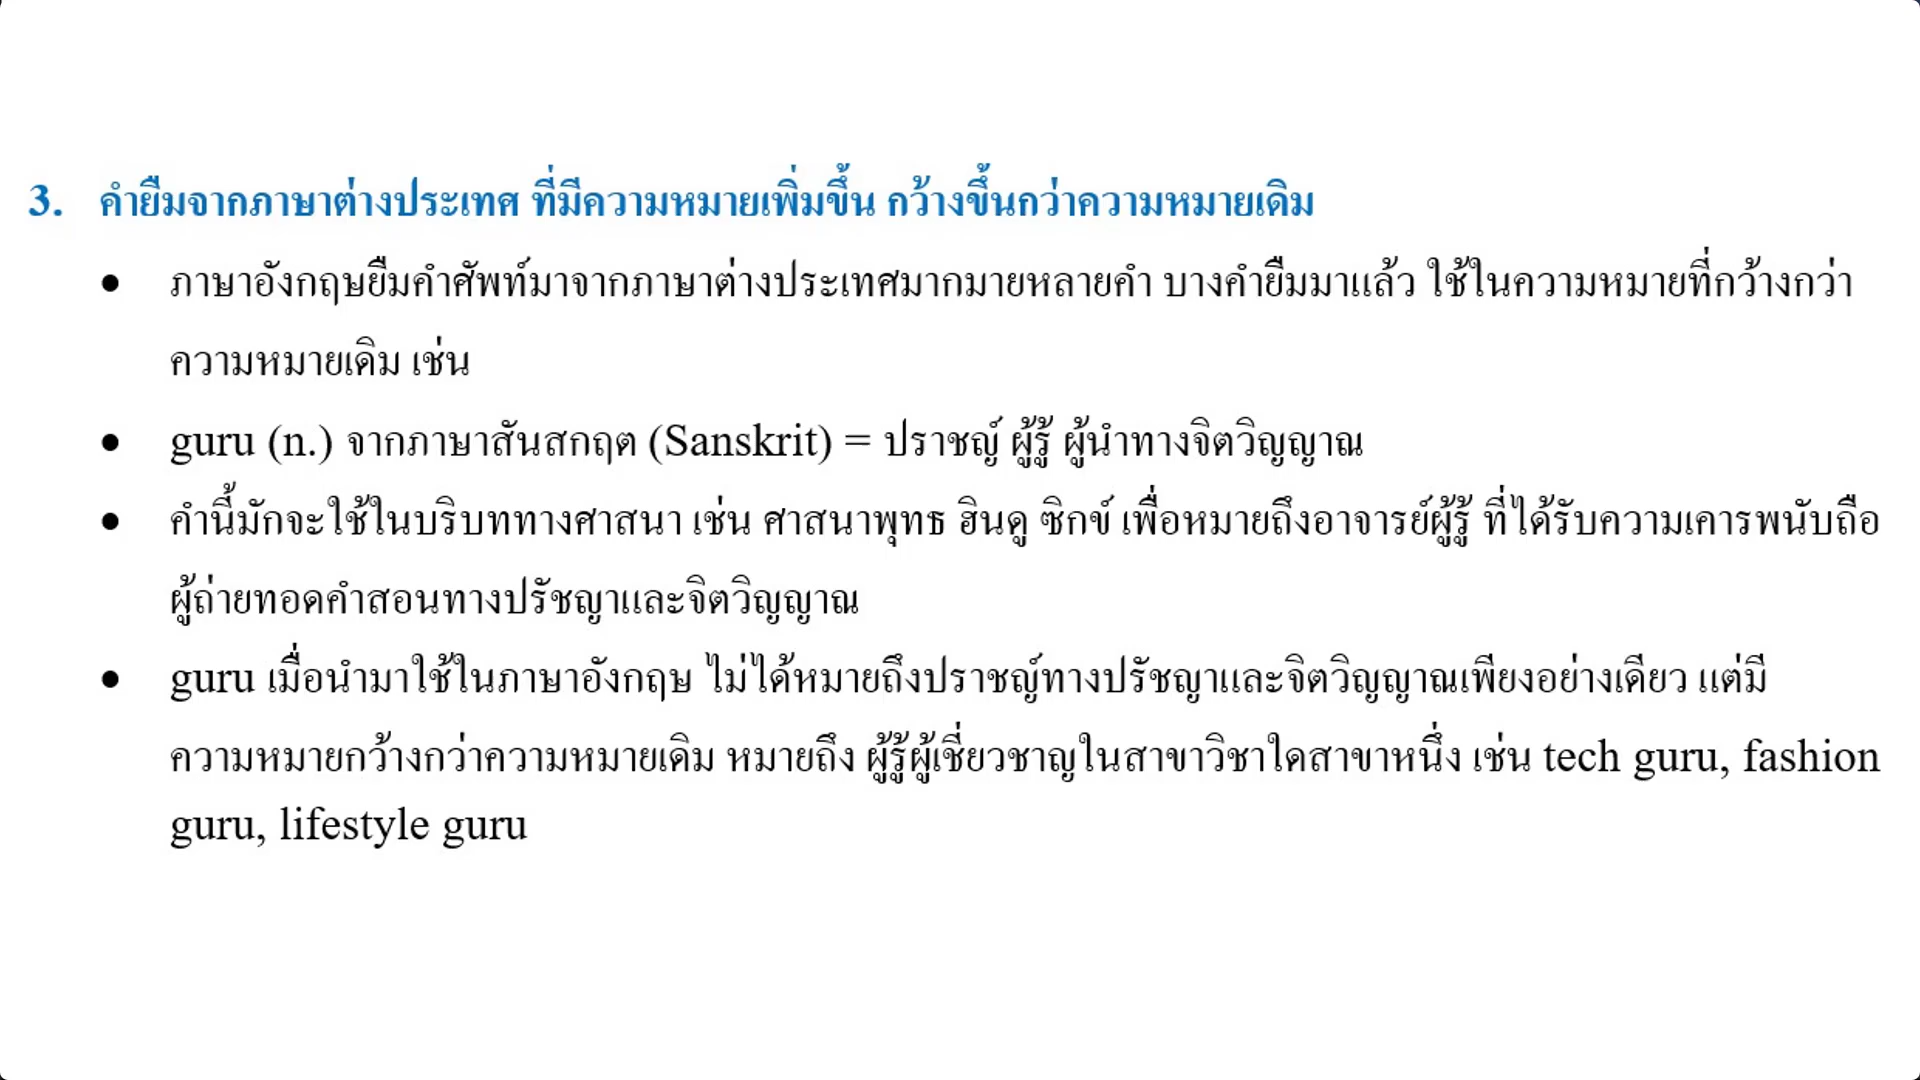 3. คำยืมจากภาษาต่างประเทศ ที่มีความหมายเพิ่มขึ้น กว้างขึ้นกว่าความหมายเดิม
• ภาษาอังกฤษยืมคำศัพท์มาจากภาษาต่างประเทศมากมายหลายคำ บางคำยืมมาแล้ว ใช้ในความหมายที่กว้างกว่า
ความหมายเดิม เช่น
• guru (n.) จากภาษาสันสกฤต (Sanskrit) = ปราชญ์ ผู้รู้ ผู้นำทางจิตวิญญาณ
• คำนี้มักจะใช้ในบริบททางศาสนา เช่น ศาสนาพุทธ ฮินดู ซิกข์ เพื่อหมายถึงอาจารย์ผู้รู้ ที่ได้รับความเคารพนับถือ
ผู้ถ่ายทอดคำสอนทางปรัชญาและจิตวิญญาณ
• guru เมื่อนำมาใช้ในภาษาอังกฤษ ไม่ได้หมายถึงปราชญ์ทางปรัชญาและจิตวิญญาณเพียงอย่างเดียว แต่มี
ความหมายกว้างกว่าความหมายเดิม หมายถึง ผู้รู้ผู้เชี่ยวชาญในสาขาวิชาใดสาขาหนึ่ง เช่น tech guru, fashion
guru, lifestyle guru